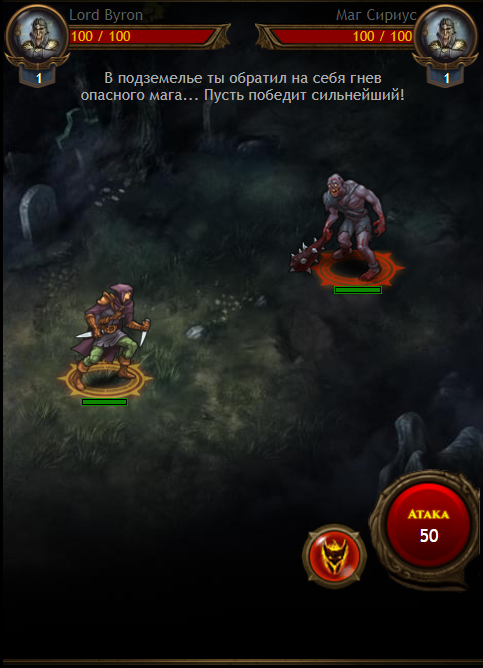 Lord Byron
Маг Сириус
100 / 100
100 / 100
1
1
В подземелье ты обратил на себя гнев
опасного мага... Пусть победит сильнейший!
Атака
50